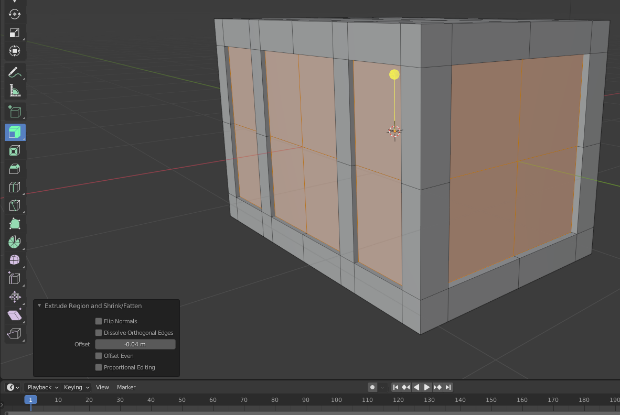 Extrude Region and Shrink/Fatten
Flip Normals
Dissolve Orthogonal Edges
Offset -0.04 m
Offset Even
Proportional Editing
Playback Keying View Marker
1 10 20 30 40 50 60 70 80 90 100 110 120 130 140 150 160 170 180 190